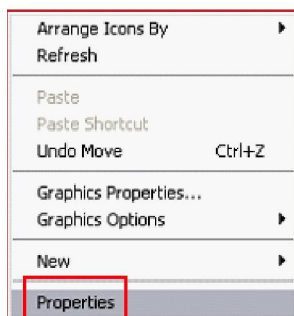 Arrange Icons By
Refresh
Paste
Paste Shortcut
Undo Move Ctrl+Z
Graphics Properties...
Graphics Options
New
Properties